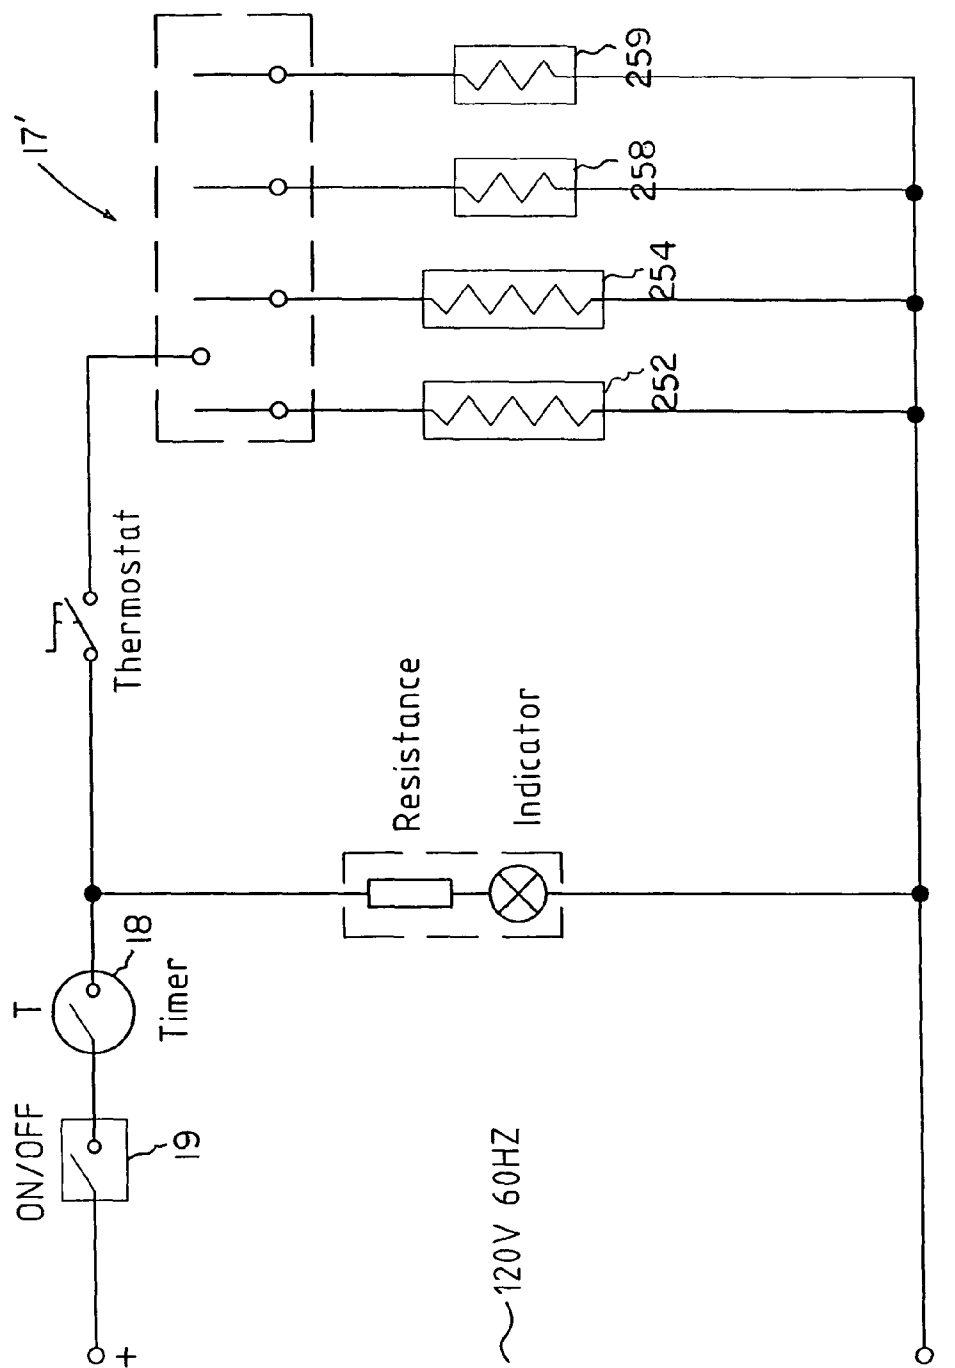 ON/OFF
19
T
18
Timer
Thermostat
17'
Resistance
Indicator
252
254
258
259
+
~120V 60HZ